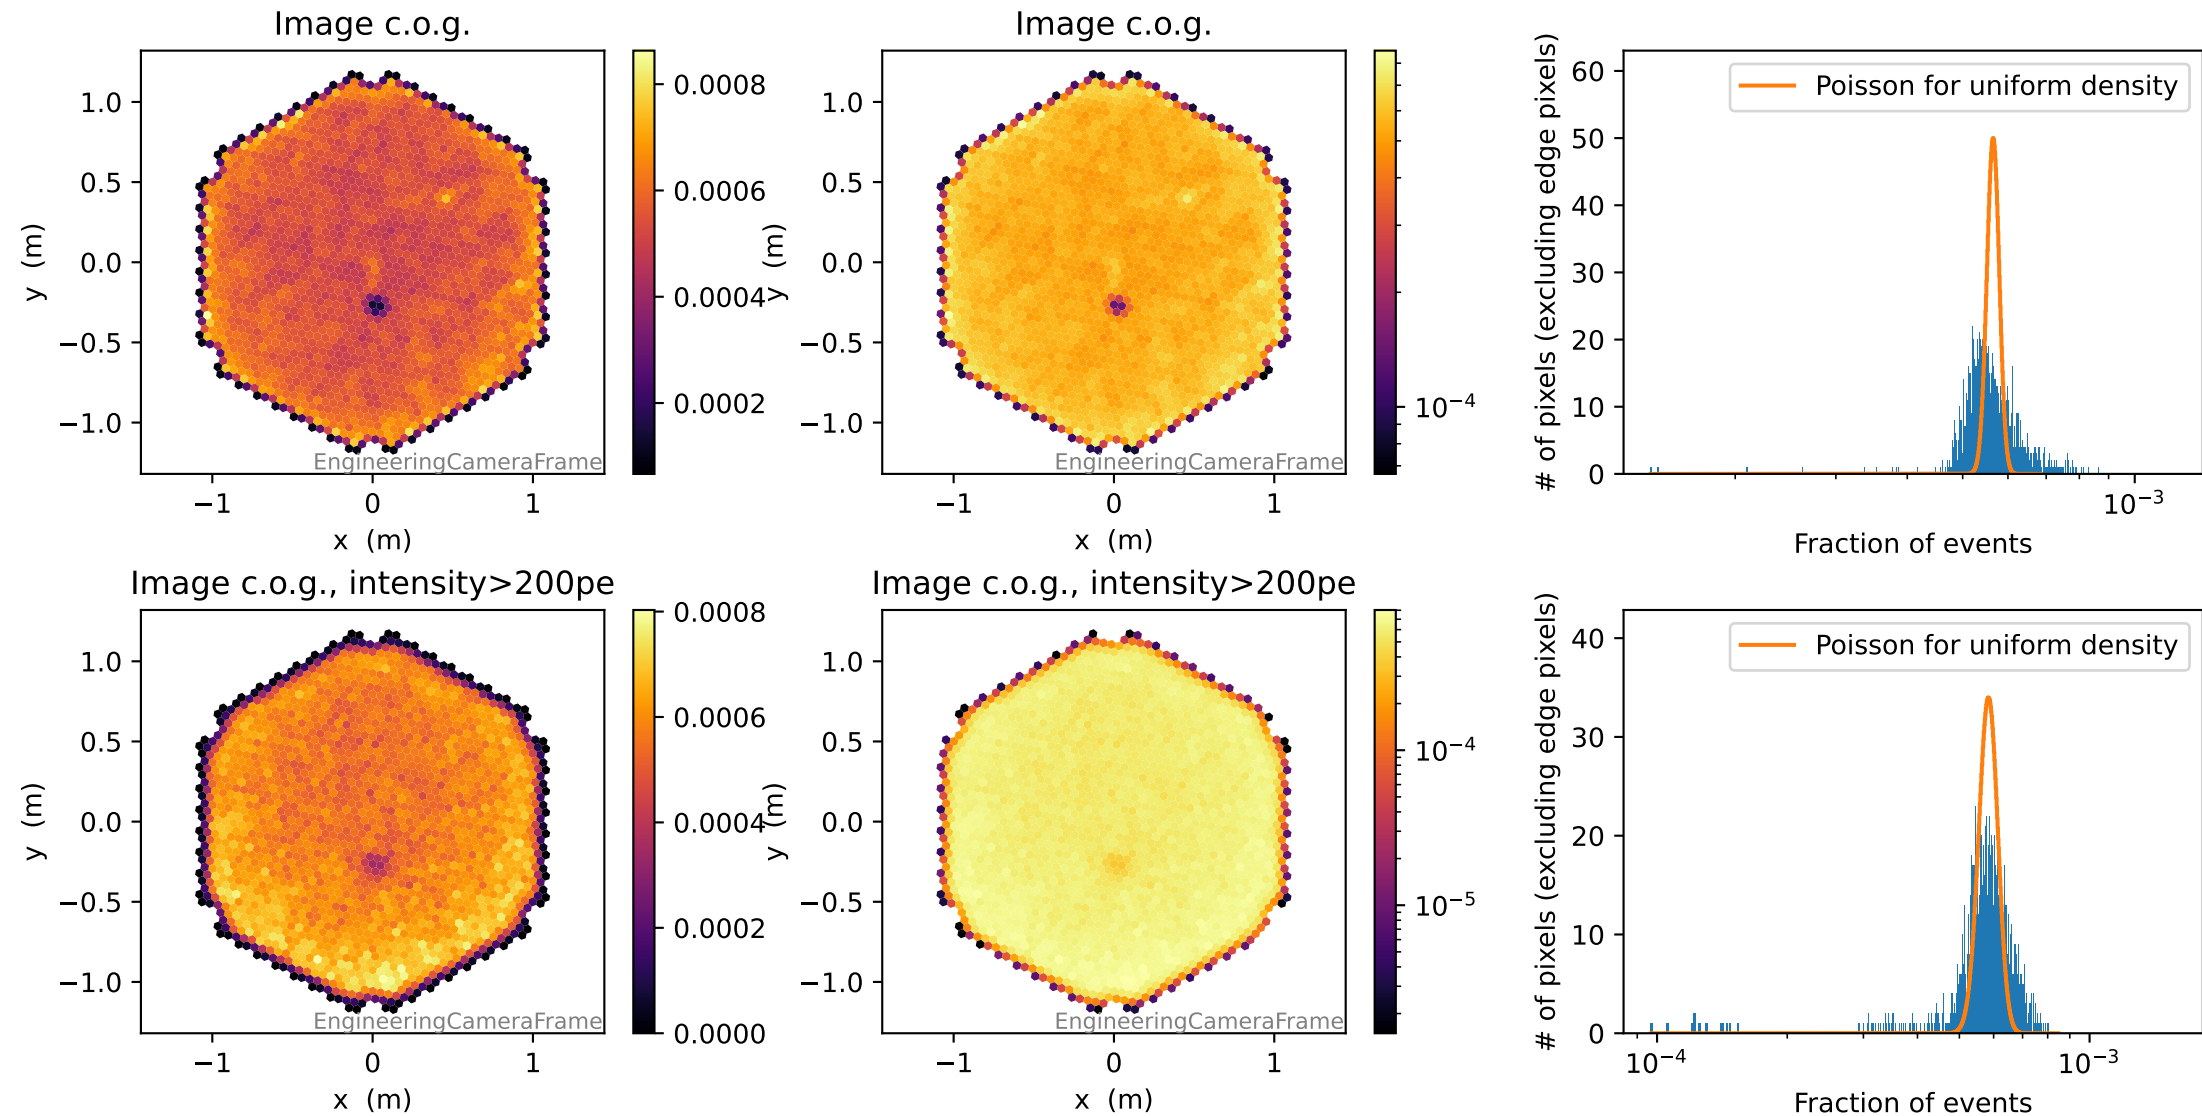 Image c.o.g.
1.0
0.5
0.0
−0.5
−1.0
y (m)
−1
0
1
x (m)
EngineeringCameraFrame
0.0008
0.0006
0.0004
0.0002
Image c.o.g.
1.0
0.5
0.0
−0.5
−1.0
y (m)
−1
0
1
x (m)
EngineeringCameraFrame
10⁻⁴
60
50
40
30
20
10
0
# of pixels (excluding edge pixels)
Poisson for uniform density
10⁻³
Fraction of events
Image c.o.g., intensity>200pe
1.0
0.5
0.0
−0.5
−1.0
y (m)
−1
0
1
x (m)
EngineeringCameraFrame
0.0008
0.0006
0.0004
0.0002
0.0000
Image c.o.g., intensity>200pe
1.0
0.5
0.0
−0.5
−1.0
y (m)
−1
0
1
x (m)
EngineeringCameraFrame
10⁻⁴
10⁻⁵
40
30
20
10
0
# of pixels (excluding edge pixels)
Poisson for uniform density
10⁻⁴
10⁻³
Fraction of events